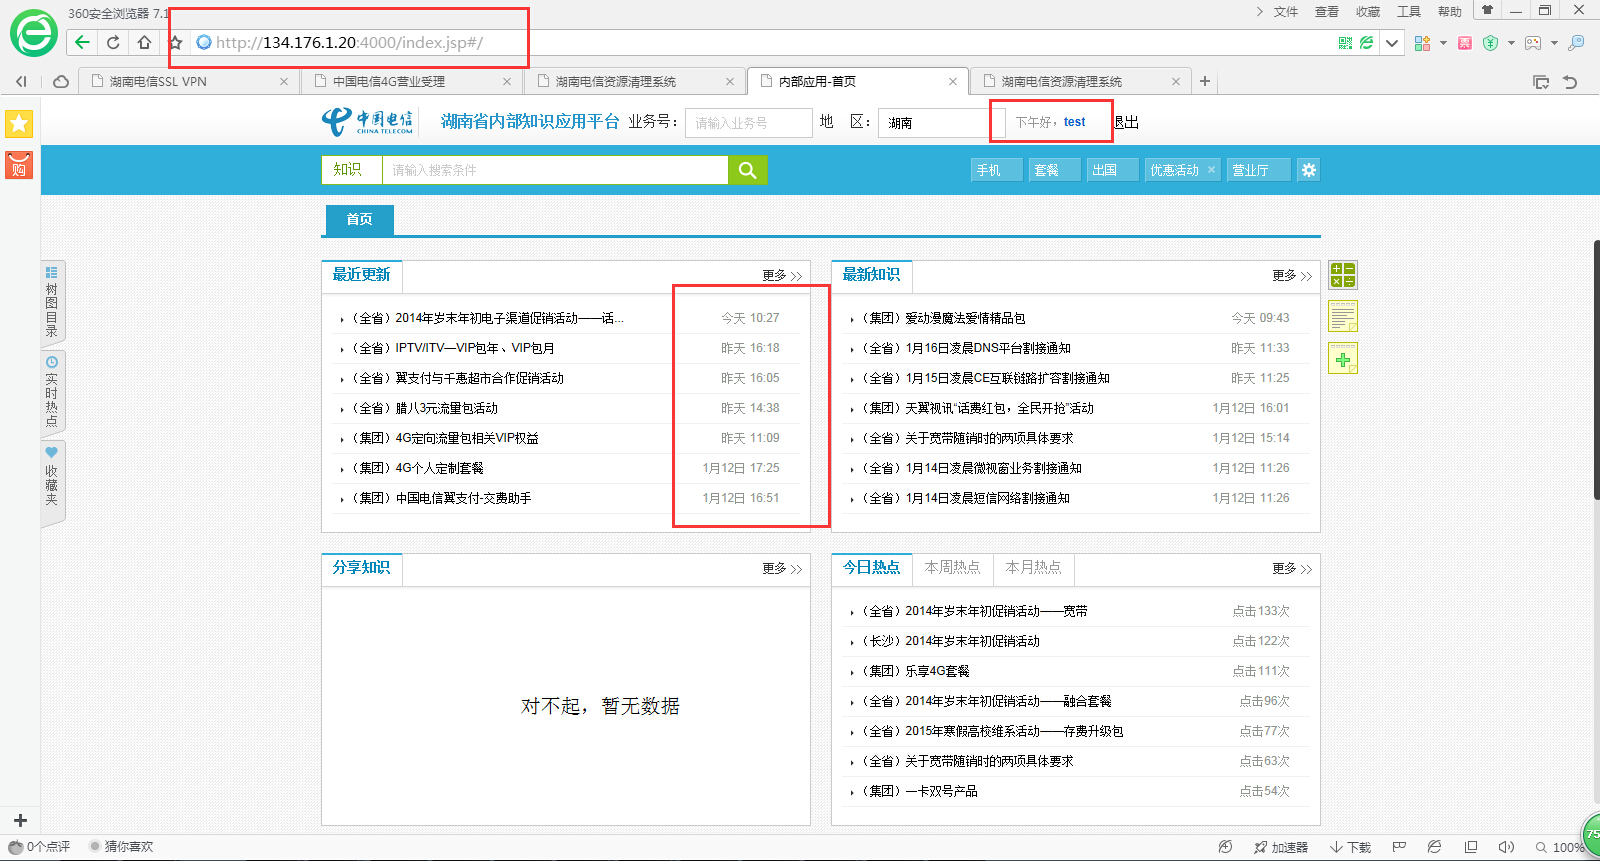 360安全浏览器 7.1
文件 查看 收藏 工具 帮助
http://134.176.1.20:4000/index.jsp#/
湖南电信SSL VPN
中国电信4G营业受理
湖南电信资源清理系统
内部应用-首页
湖南电信资源清理系统
中国电信
CHINA TELECOM
湖南省内部知识应用平台 业务号： 请输入业务号 地 区： 湖南 下午好，test 退出
购
知识 请输入搜索条件 手机 套餐 出国 优惠活动 × 营业厅
首页
树图目录
实时热点
收藏夹
最近更新 更多 >>
（全省）2014年岁末年初电子渠道促销活动——话... 今天 10:27
（全省）IPTV/ITV—VIP包年、VIP包月 昨天 16:18
（全省）翼支付与千惠超市合作促销活动 昨天 16:05
（全省）腊八3元流量包活动 昨天 14:38
（集团）4G定向流量包相关VIP权益 昨天 11:09
（集团）4G个人定制套餐 1月12日 17:25
（集团）中国电信翼支付-交费助手 1月12日 16:51
最新知识 更多 >>
（集团）爱动漫魔法爱情精品包 今天 09:43
（全省）1月16日凌晨DNS平台割接通知 昨天 11:33
（全省）1月15日凌晨CE互联链路扩容割接通知 昨天 11:25
（集团）天翼视讯“话费红包，全民开抢”活动 1月12日 16:01
（全省）关于宽带随销时的两项具体要求 1月12日 15:14
（全省）1月14日凌晨微视窗业务割接通知 1月12日 11:26
（全省）1月14日凌晨短信网络割接通知 1月12日 11:26
分享知识 更多 >>
对不起，暂无数据
今日热点 本周热点 本月热点 更多 >>
（全省）2014年岁末年初促销活动——宽带 点击133次
（长沙）2014年岁末年初促销活动 点击122次
（集团）乐享4G套餐 点击111次
（全省）2014年岁末年初促销活动——融合套餐 点击96次
（全省）2015年寒假高校维系活动——存费升级包 点击77次
（全省）关于宽带随销时的两项具体要求 点击63次
（集团）一卡双号产品 点击54次
0个点评 猜你喜欢 加速器 下载 100%
75